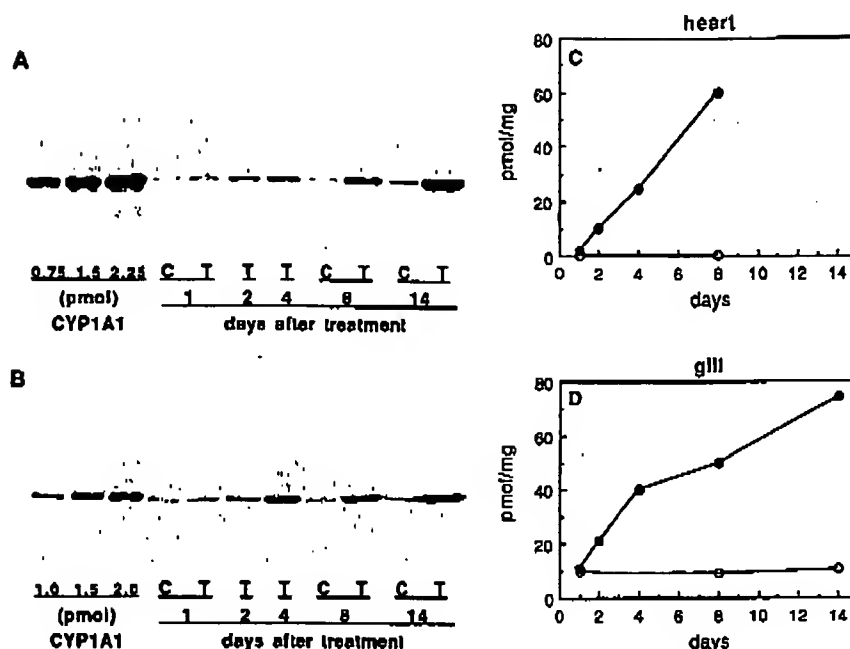 A
0.75 1.5 2.25 C T T T C T C T
(pmol) 1 2 4 8 14
CYP1A1 days after treatment
B
1.0 1.5 2.0 C T T T C T C T
(pmol) 1 2 4 8 14
CYP1A1 days after treatment
heart
C
pmol/mg
80
60
40
20
0
0 2 4 6 8 10 12 14
days
gill
D
pmol/mg
80
60
40
20
0
0 2 4 6 8 10 12 14
days